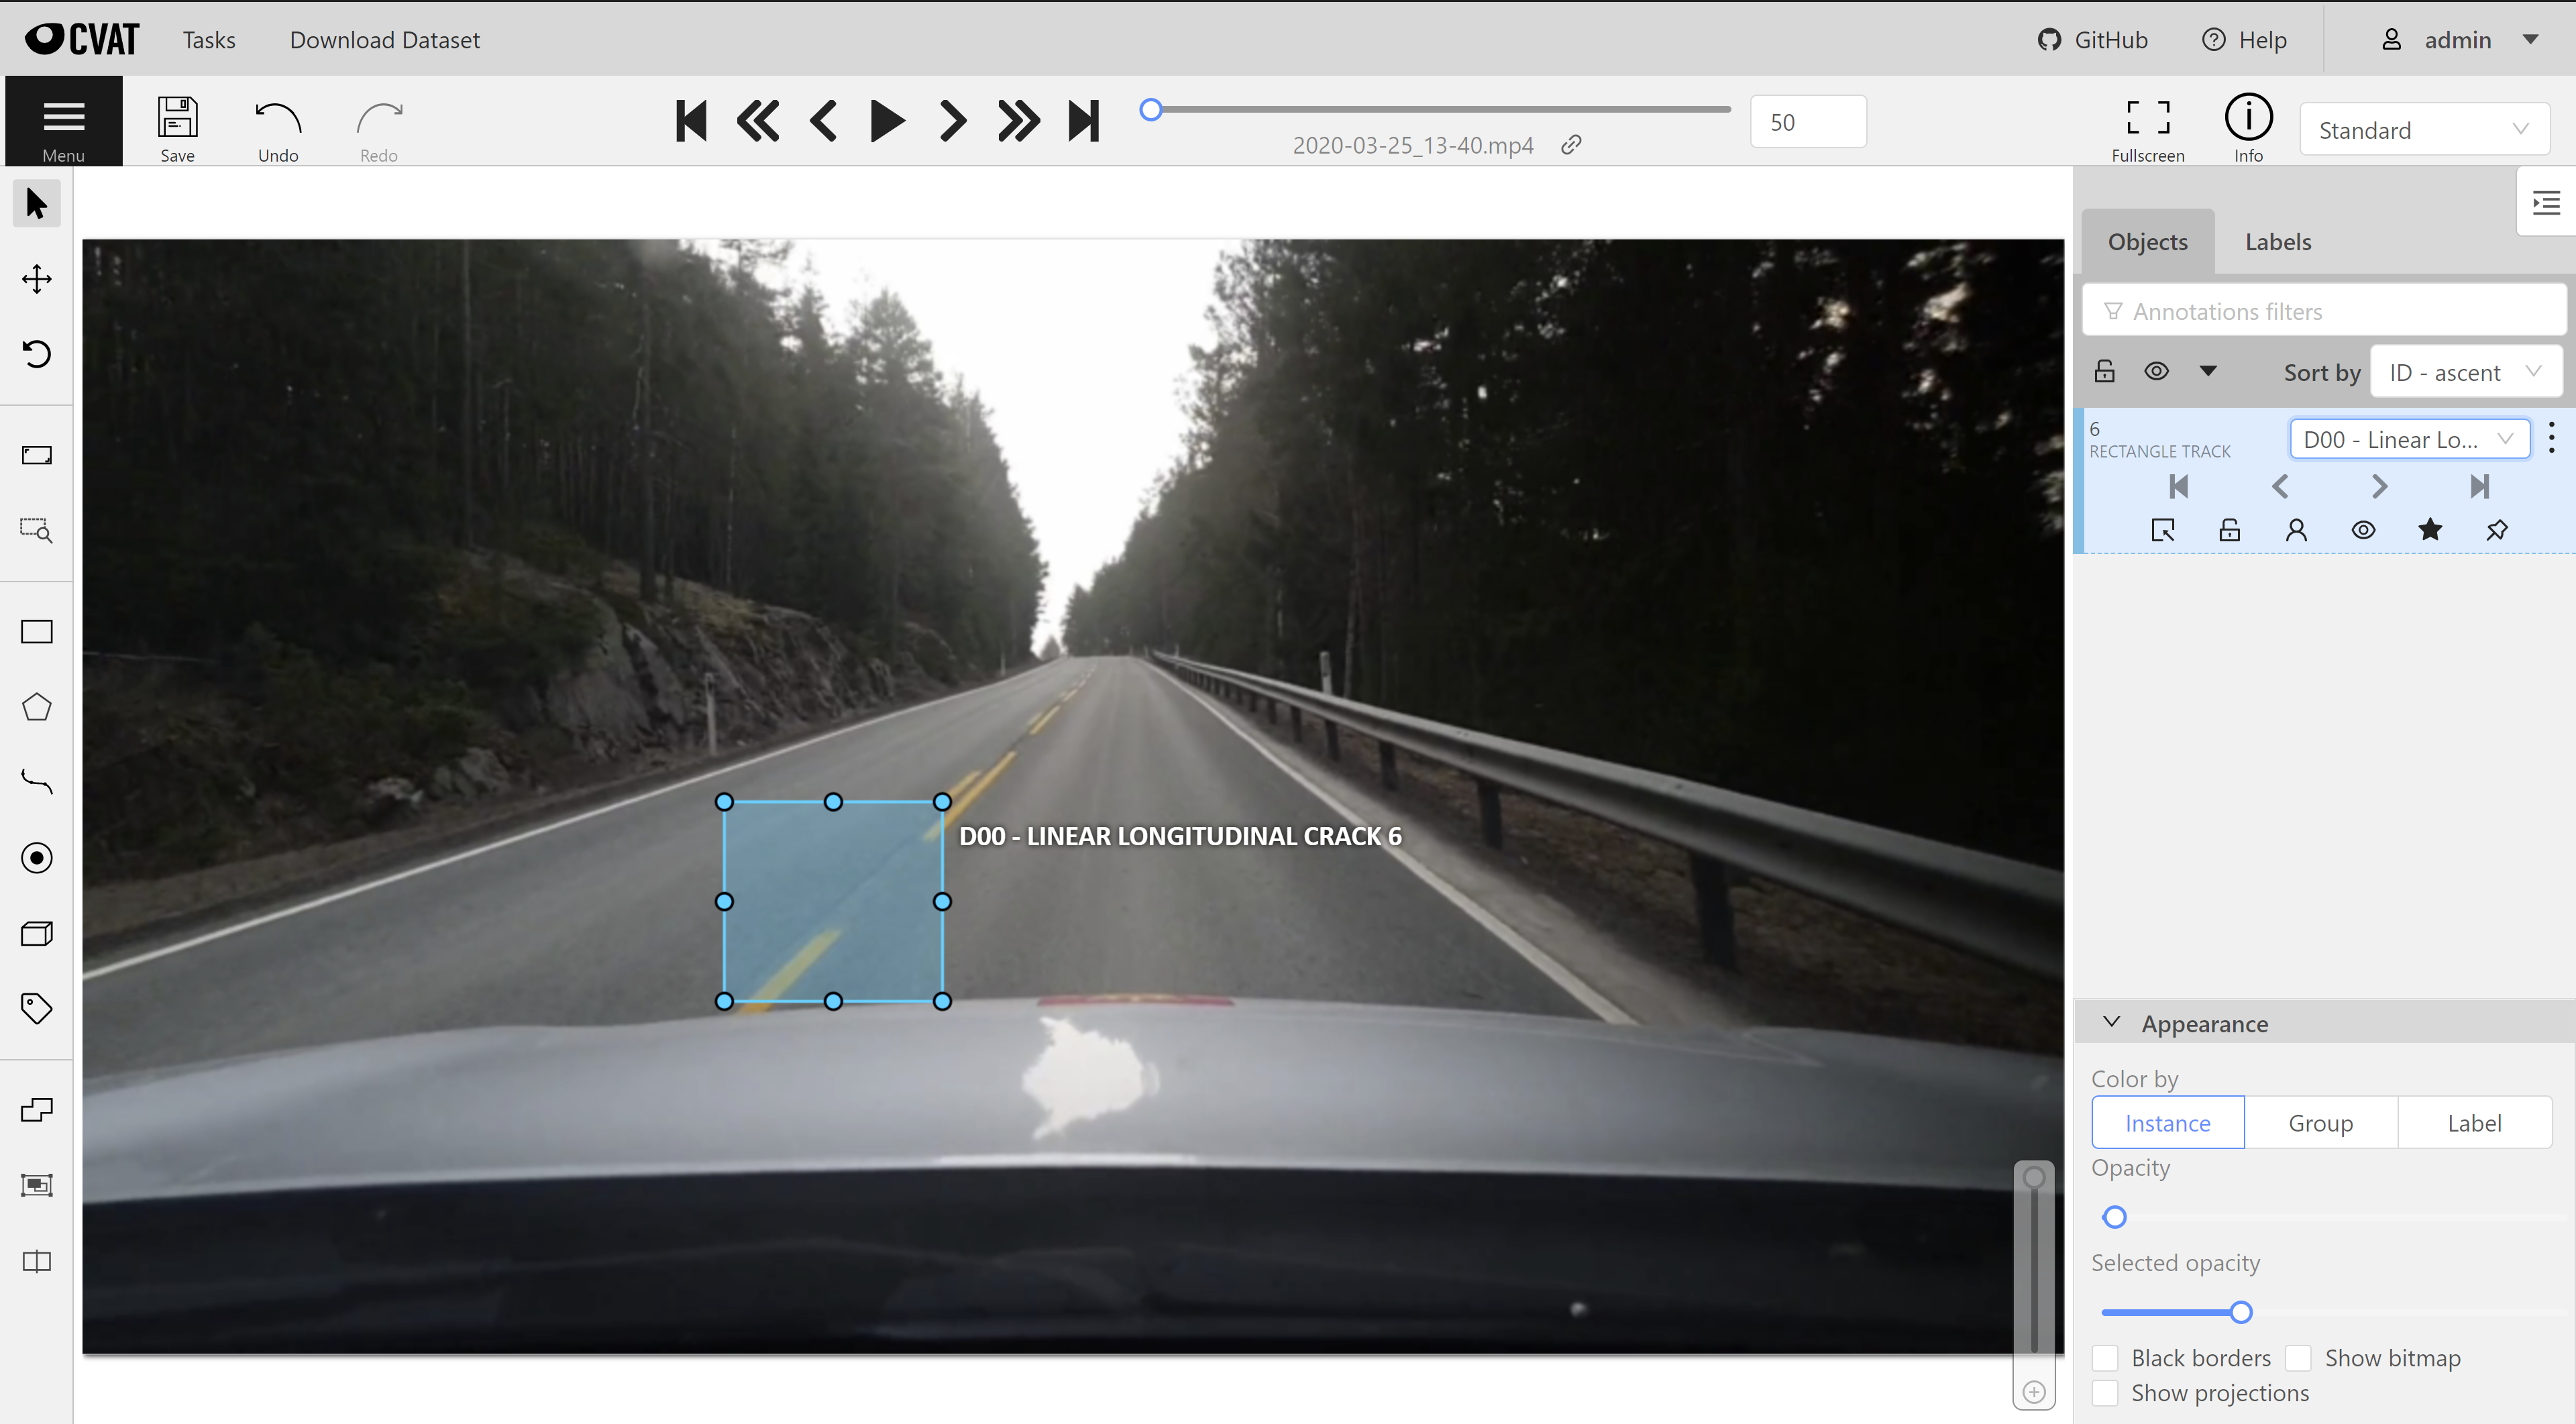 CVAT Tasks Download Dataset GitHub Help admin
Menu Save Undo Redo 50 Fullscreen Info Standard
2020-03-25_13-40.mp4
Objects Labels
Annotations filters
Sort by ID - ascent
6 D00 - Linear Lo...
RECTANGLE TRACK
D00 - LINEAR LONGITUDINAL CRACK 6
Appearance
Color by
Instance Group Label
Opacity
Selected opacity
Black borders Show bitmap
Show projections